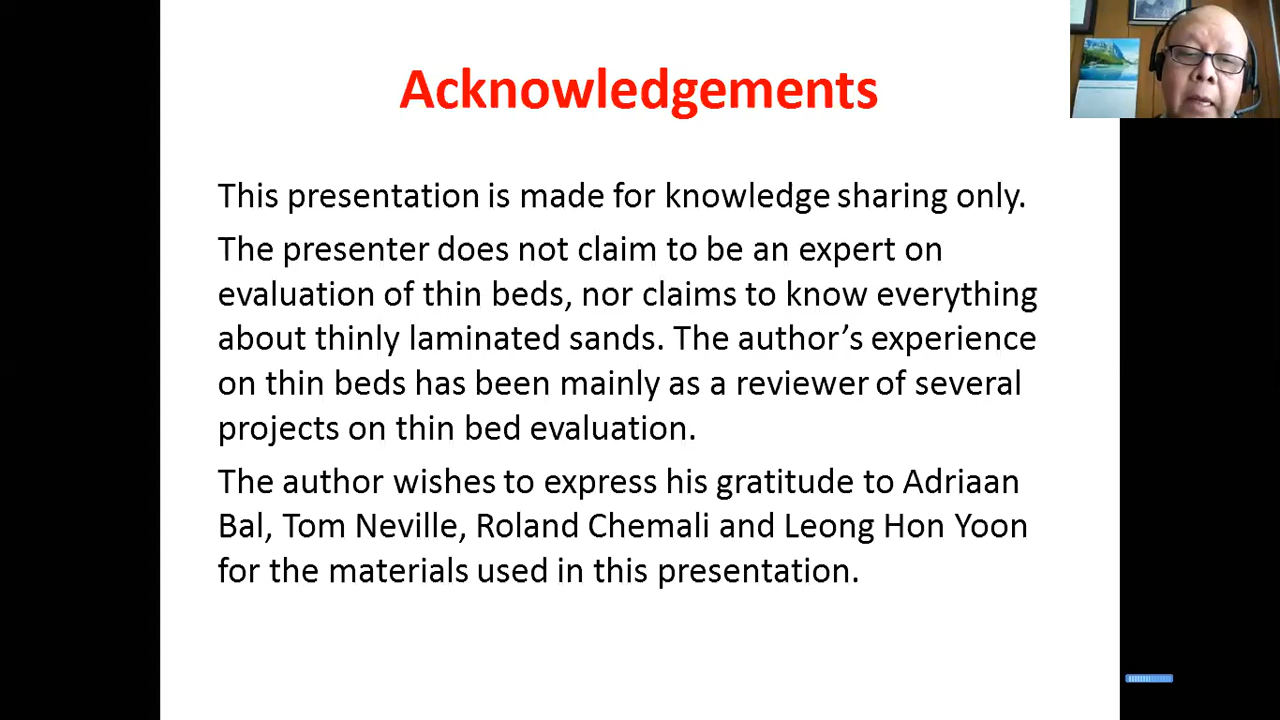 Acknowledgements
This presentation is made for knowledge sharing only.
The presenter does not claim to be an expert on
evaluation of thin beds, nor claims to know everything
about thinly laminated sands. The author’s experience
on thin beds has been mainly as a reviewer of several
projects on thin bed evaluation.
The author wishes to express his gratitude to Adriaan
Bal, Tom Neville, Roland Chemali and Leong Hon Yoon
for the materials used in this presentation.